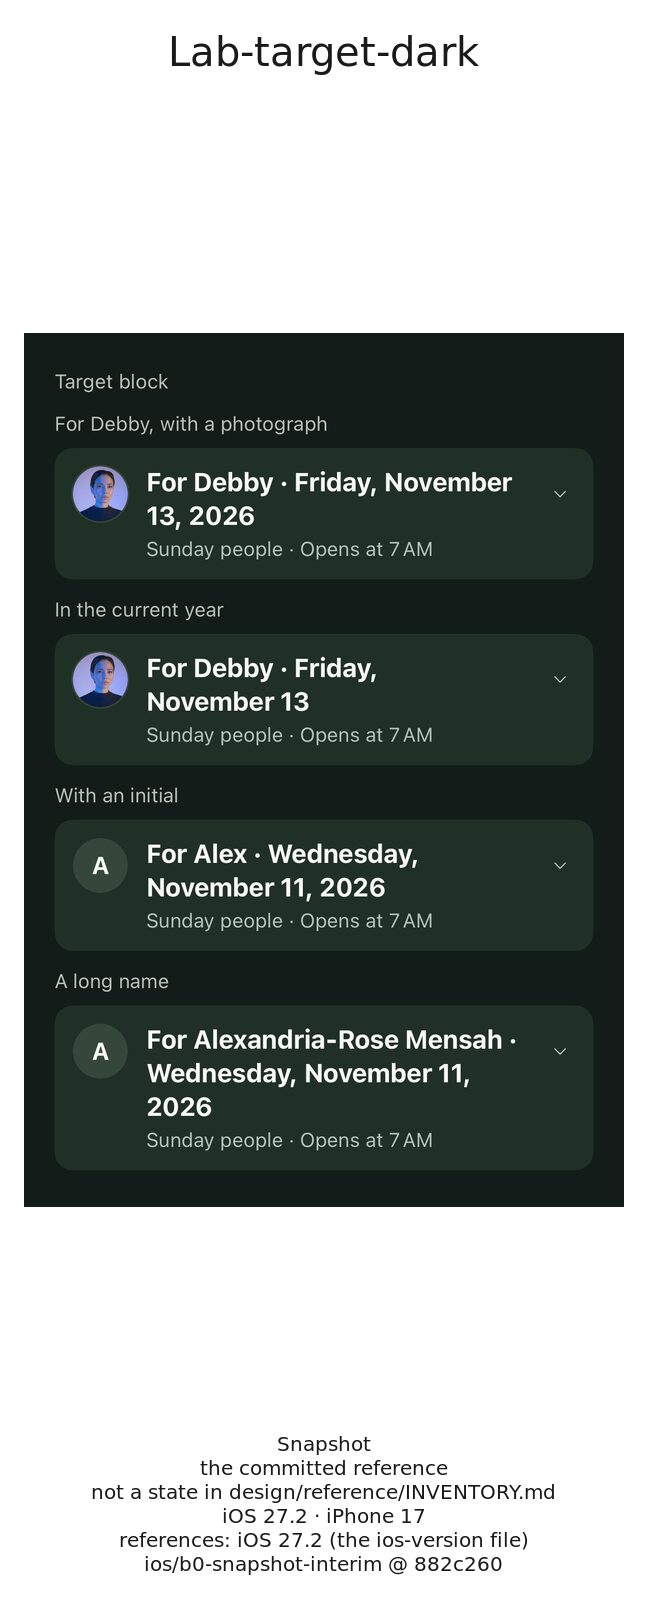 Lab-target-dark
Target block
For Debby, with a photograph
For Debby · Friday, November
13, 2026
Sunday people · Opens at 7 AM
In the current year
For Debby · Friday,
November 13
Sunday people · Opens at 7 AM
With an initial
A
For Alex · Wednesday,
November 11, 2026
Sunday people · Opens at 7 AM
A long name
A
For Alexandria-Rose Mensah ·
Wednesday, November 11,
2026
Sunday people · Opens at 7 AM
Snapshot
the committed reference
not a state in design/reference/INVENTORY.md
iOS 27.2 · iPhone 17
references: iOS 27.2 (the ios-version file)
ios/b0-snapshot-interim @ 882c260